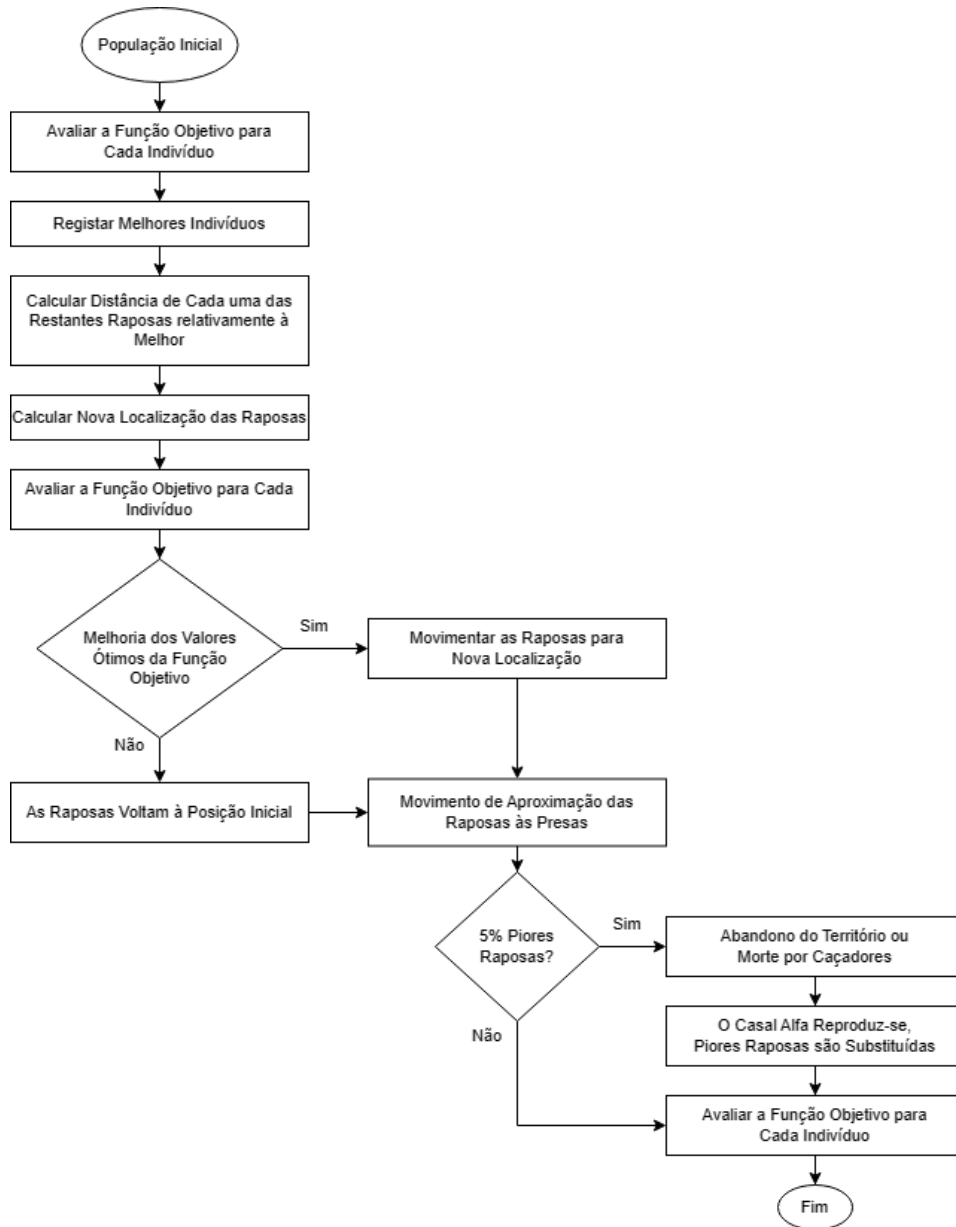 População Inicial
Avaliar a Função Objetivo para
Cada Indivíduo
Registar Melhores Indivíduos
Calcular Distância de Cada uma das
Restantes Raposas relativamente à
Melhor
Calcular Nova Localização das Raposas
Avaliar a Função Objetivo para Cada
Indivíduo
Melhoria dos Valores
Ótimos da Função
Objetivo
Sim
Movimentar as Raposas para
Nova Localização
Não
As Raposas Voltam à Posição Inicial
Movimento de Aproximação das
Raposas às Presas
5% Piores
Raposas?
Sim
Abandono do Território ou
Morte por Caçadores
O Casal Alfa Reproduz-se,
Piores Raposas são Substituídas
Não
Avaliar a Função Objetivo para
Cada Indivíduo
Fim